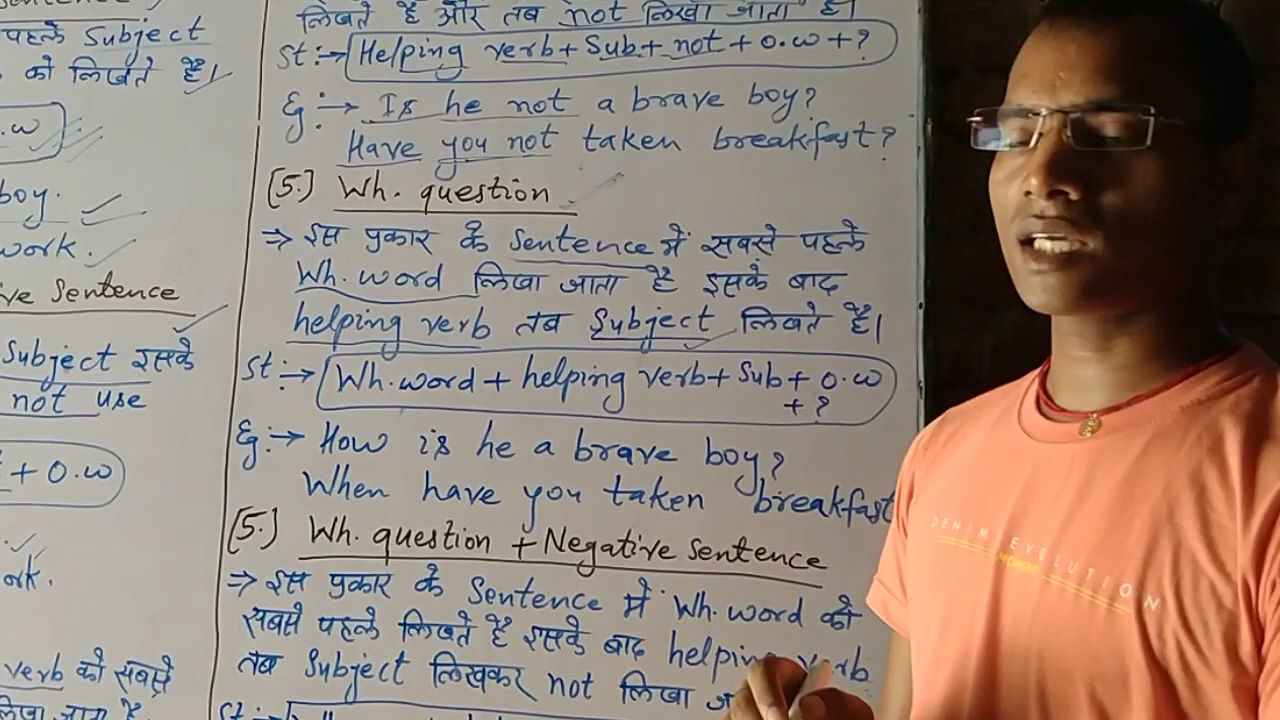 पहले Subject
को लिखते हैं।
.w
boy.
work.
ve Sentence
Subject इसके
not use
+ o.w
ork.
verb को सबसे
लिखते हैं और तब not लिखा जाता है।
St:→ Helping verb + Sub + not + o.w + ?
Eg:→ Is he not a brave boy?
Have you not taken breakfast?
(5.) Wh. question
⇒ इस प्रकार के Sentence में सबसे पहले
Wh. word लिखा जाता है इसके बाद
helping verb तब Subject लिखते हैं।
St:→ Wh. word + helping verb + Sub + o.w
+ ?
Eg:→ How is he a brave boy?
When have you taken breakfast
(5.) Wh. question + Negative Sentence
⇒ इस प्रकार के Sentence में Wh. word को
सबसे पहले लिखते हैं इसके बाद helping verb
तब Subject लिखकर not लिखा
St:→
DENIM EVOLUTION